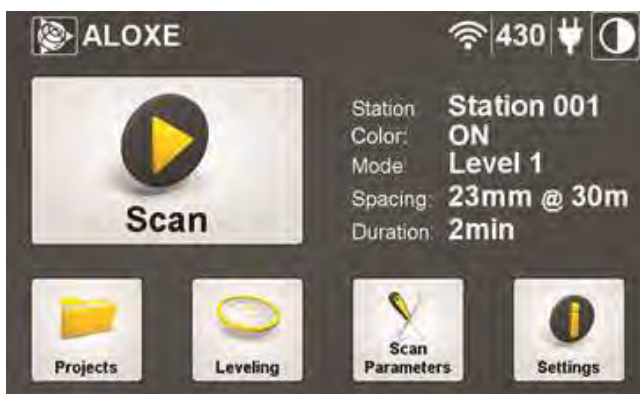 ALOXE 430
Scan
Station Station 001
Color: ON
Mode Level 1
Spacing: 23mm @ 30m
Duration: 2min
Projects
Leveling
Scan
Parameters
Settings